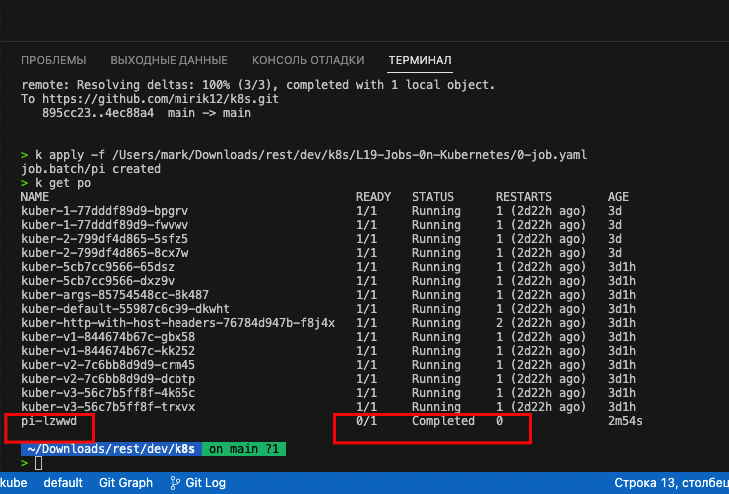 ПРОБЛЕМЫ ВЫХОДНЫЕ ДАННЫЕ КОНСОЛЬ ОТЛАДКИ ТЕРМИНАЛ
remote: Resolving deltas: 100% (3/3), completed with 1 local object.
To https://github.com/mirik12/k8s.git
895cc23..4ec88a4 main -> main
> k apply -f /Users/mark/Downloads/rest/dev/k8s/L19-Jobs-0n-Kubernetes/0-job.yaml
job.batch/pi created
> k get po
NAME READY STATUS RESTARTS AGE
kuber-1-77dddf89d9-bpgrv 1/1 Running 1 (2d22h ago) 3d
kuber-1-77dddf89d9-fwvwv 1/1 Running 1 (2d22h ago) 3d
kuber-2-799df4d865-5sfz5 1/1 Running 1 (2d22h ago) 3d
kuber-2-799df4d865-8cx7w 1/1 Running 1 (2d22h ago) 3d
kuber-5cb7cc9566-65dsz 1/1 Running 1 (2d22h ago) 3d1h
kuber-5cb7cc9566-dxz9v 1/1 Running 1 (2d22h ago) 3d1h
kuber-args-85754548cc-8k487 1/1 Running 1 (2d22h ago) 3d1h
kuber-default-55987c6c99-dkwht 1/1 Running 1 (2d22h ago) 3d1h
kuber-http-with-host-headers-76784d947b-f8j4x 1/1 Running 2 (2d22h ago) 3d1h
kuber-v1-844674b67c-gbx58 1/1 Running 1 (2d22h ago) 3d1h
kuber-v1-844674b67c-kk252 1/1 Running 1 (2d22h ago) 3d1h
kuber-v2-7c6bb8d9d9-crm45 1/1 Running 1 (2d22h ago) 3d1h
kuber-v2-7c6bb8d9d9-dcbtp 1/1 Running 1 (2d22h ago) 3d1h
kuber-v3-56c7b5ff8f-4k65c 1/1 Running 1 (2d22h ago) 3d1h
kuber-v3-56c7b5ff8f-trxvx 1/1 Running 1 (2d22h ago) 3d1h
pi-lzwwd 0/1 Completed 0 2m54s
~/Downloads/rest/dev/k8s on main ?1
>
kube default Git Graph Git Log Строка 13, столбец